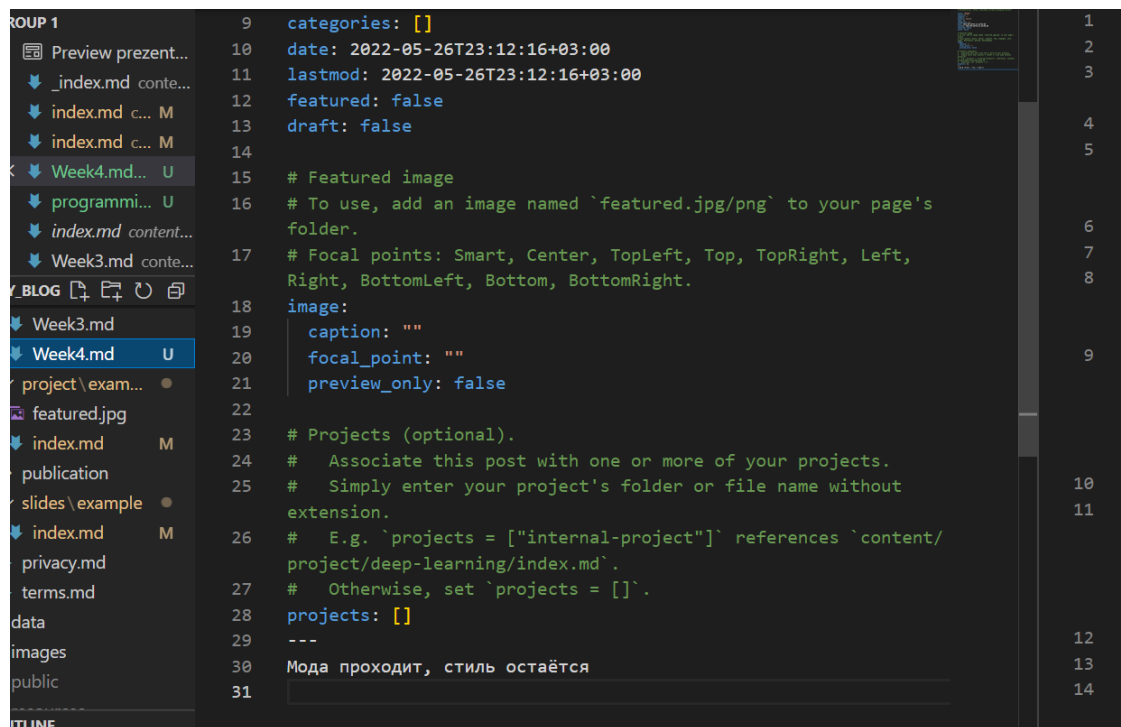 ROUP 1
Preview prezent...
_index.md conte...
index.md c... M
index.md c... M
Week4.md... U
programmi... U
index.md content...
Week3.md conte...
Y_BLOG
Week3.md
Week4.md U
project\exam...
featured.jpg
index.md M
publication
slides\example
index.md M
privacy.md
terms.md
data
images
public
9 categories: []
10 date: 2022-05-26T23:12:16+03:00
11 lastmod: 2022-05-26T23:12:16+03:00
12 featured: false
13 draft: false
14
15 # Featured image
16 # To use, add an image named `featured.jpg/png` to your page's
folder.
17 # Focal points: Smart, Center, TopLeft, Top, TopRight, Left,
Right, BottomLeft, Bottom, BottomRight.
18 image:
19 caption: ""
20 focal_point: ""
21 preview_only: false
22
23 # Projects (optional).
24 #   Associate this post with one or more of your projects.
25 #   Simply enter your project's folder or file name without
extension.
26 #   E.g. `projects = ["internal-project"]` references `content/
project/deep-learning/index.md`.
27 #   Otherwise, set `projects = []`.
28 projects: []
29 ---
30 Мода проходит, стиль остаётся
31
1
2
3
4
5
6
7
8
9
10
11
12
13
14